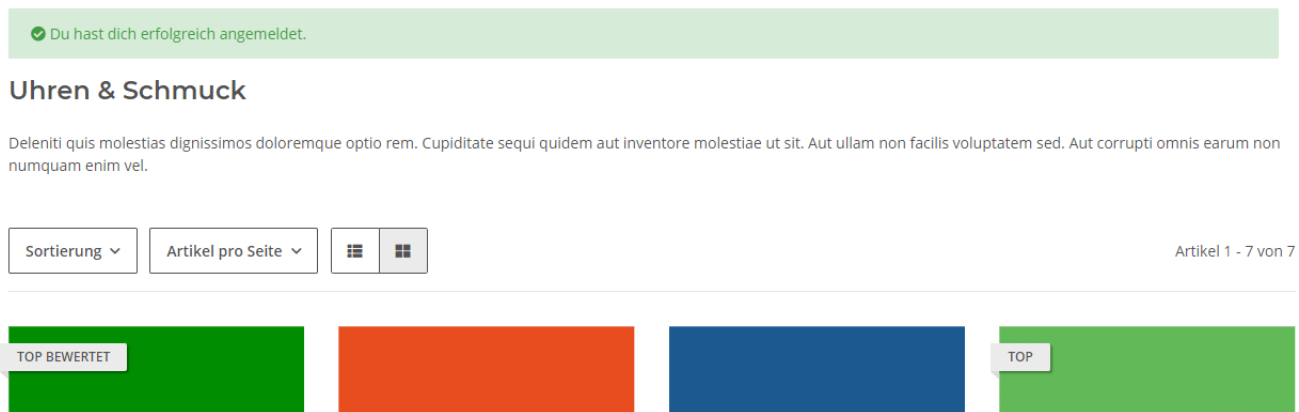 Du hast dich erfolgreich angemeldet.
Uhren & Schmuck
Deleniti quis molestias dignissimos doloremque optio rem. Cupiditate sequi quidem aut inventore molestiae ut sit. Aut ullam non facilis voluptatem sed. Aut corrupti omnis earum non
numquam enim vel.
Sortierung
Artikel pro Seite
Artikel 1 - 7 von 7
TOP BEWERTET
TOP